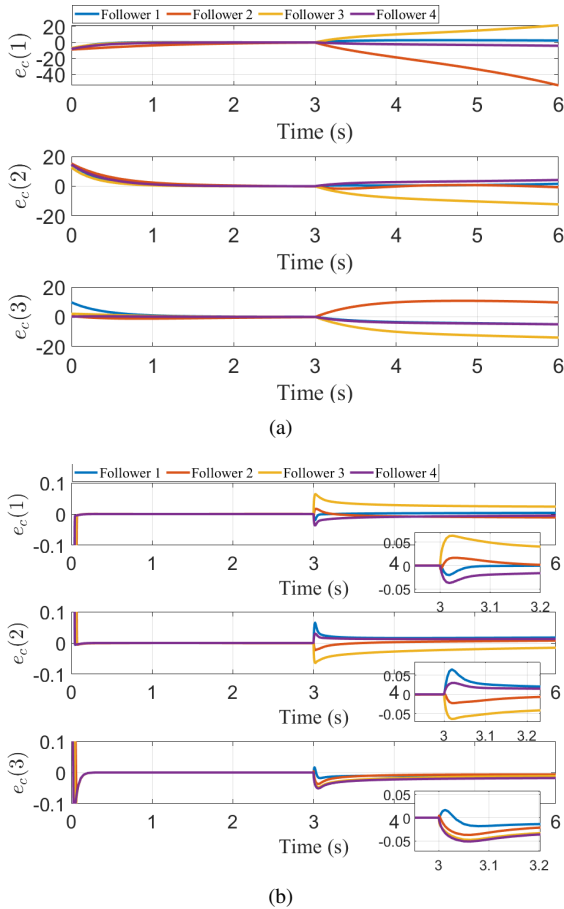 Follower 1 Follower 2 Follower 3 Follower 4
20
0
-20
-40
e_c(1)
0 1 2 3 4 5 6
Time (s)
20
0
-20
e_c(2)
0 1 2 3 4 5 6
Time (s)
20
0
-20
e_c(3)
0 1 2 3 4 5 6
Time (s)
(a)
Follower 1 Follower 2 Follower 3 Follower 4
0.1
0
-0.1
e_c(1)
0 1 2 3 4 6
Time (s)
0.05
0
-0.05
3 3.1 3.2
0.1
0
-0.1
e_c(2)
0 1 2 3 4 6
Time (s)
0.05
0
-0.05
3 3.1 3.2
0.1
0
-0.1
e_c(3)
0 1 2 3 4 6
Time (s)
0.05
0
-0.05
3 3.1 3.2
(b)